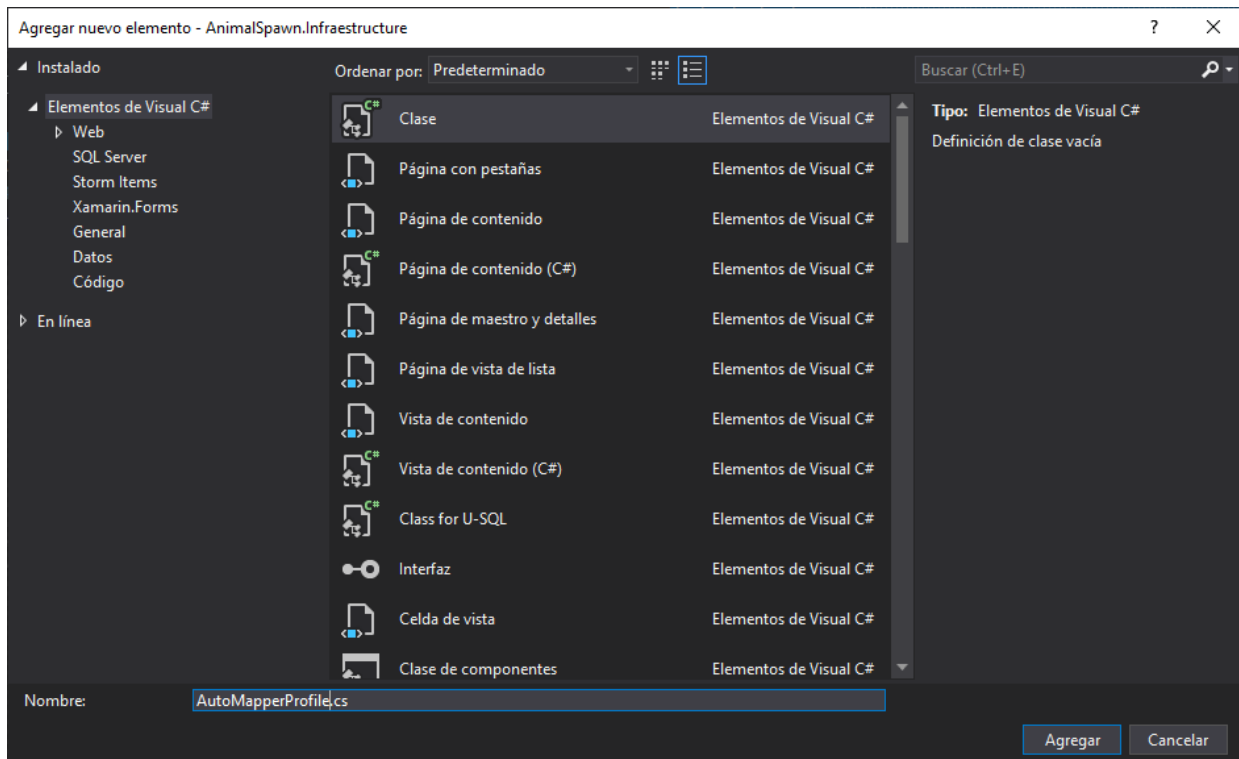 Agregar nuevo elemento - AnimalSpawn.Infraestructure
?
Instalado
Elementos de Visual C#
Web
SQL Server
Storm Items
Xamarin.Forms
General
Datos
Código
En línea
Ordenar por: Predeterminado
C# Clase Elementos de Visual C#
Página con pestañas Elementos de Visual C#
Página de contenido Elementos de Visual C#
C# Página de contenido (C#) Elementos de Visual C#
Página de maestro y detalles Elementos de Visual C#
Página de vista de lista Elementos de Visual C#
Vista de contenido Elementos de Visual C#
C# Vista de contenido (C#) Elementos de Visual C#
C# Class for U-SQL Elementos de Visual C#
Interfaz Elementos de Visual C#
Celda de vista Elementos de Visual C#
Clase de componentes Elementos de Visual C#
Buscar (Ctrl+E)
Tipo: Elementos de Visual C#
Definición de clase vacía
Nombre: AutoMapperProfile.cs
Agregar Cancelar